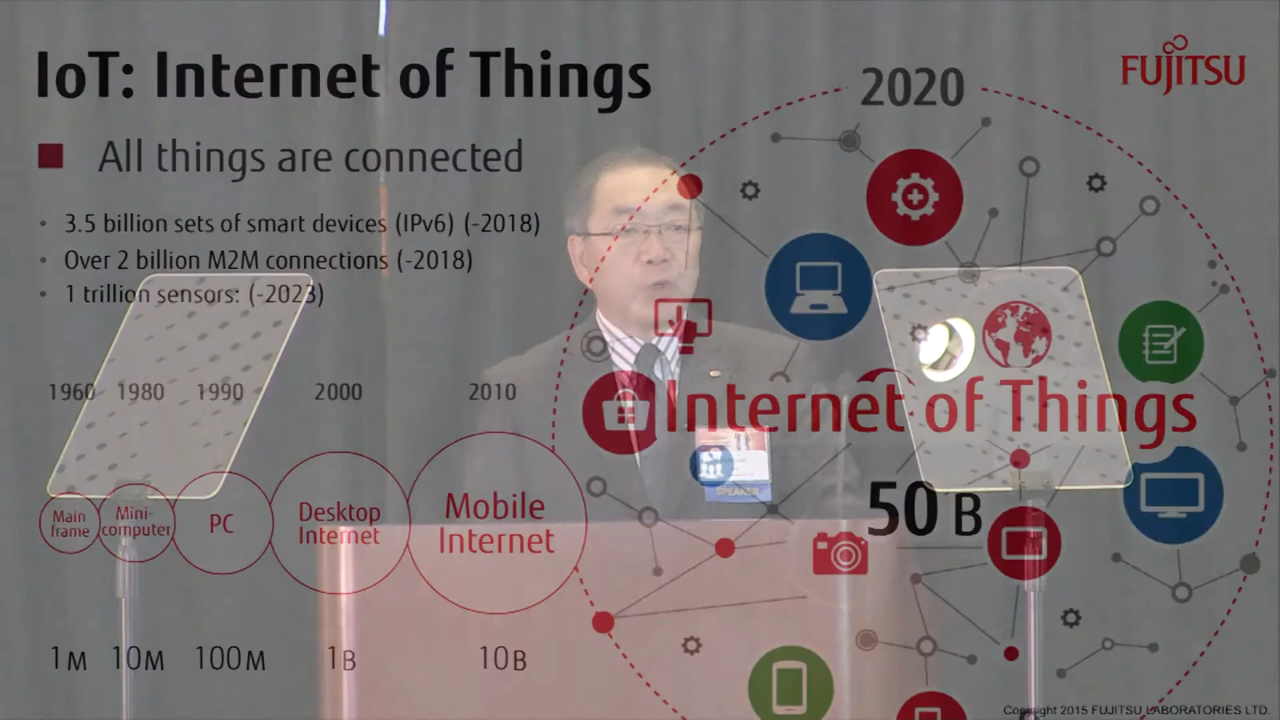 IoT: Internet of Things
FUJITSU
2020
All things are connected
3.5 billion sets of smart devices (IPv6) (-2018)
Over 2 billion M2M connections (-2018)
1 trillion sensors: (-2023)
1960 1980 1990 2000 2010
Internet of Things
SPEAKER
50 B
Main
frame
Mini-
computer
PC
Desktop
Internet
Mobile
Internet
1M 10M 100M 1B 10B
Copyright 2015 FUJITSU LABORATORIES LTD.